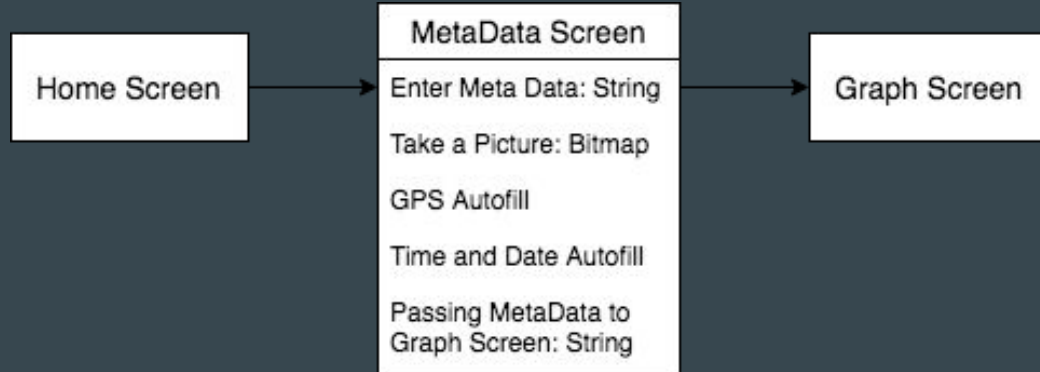 Home Screen
MetaData Screen
Enter Meta Data: String
Take a Picture: Bitmap
GPS Autofill
Time and Date Autofill
Passing MetaData to
Graph Screen: String
Graph Screen